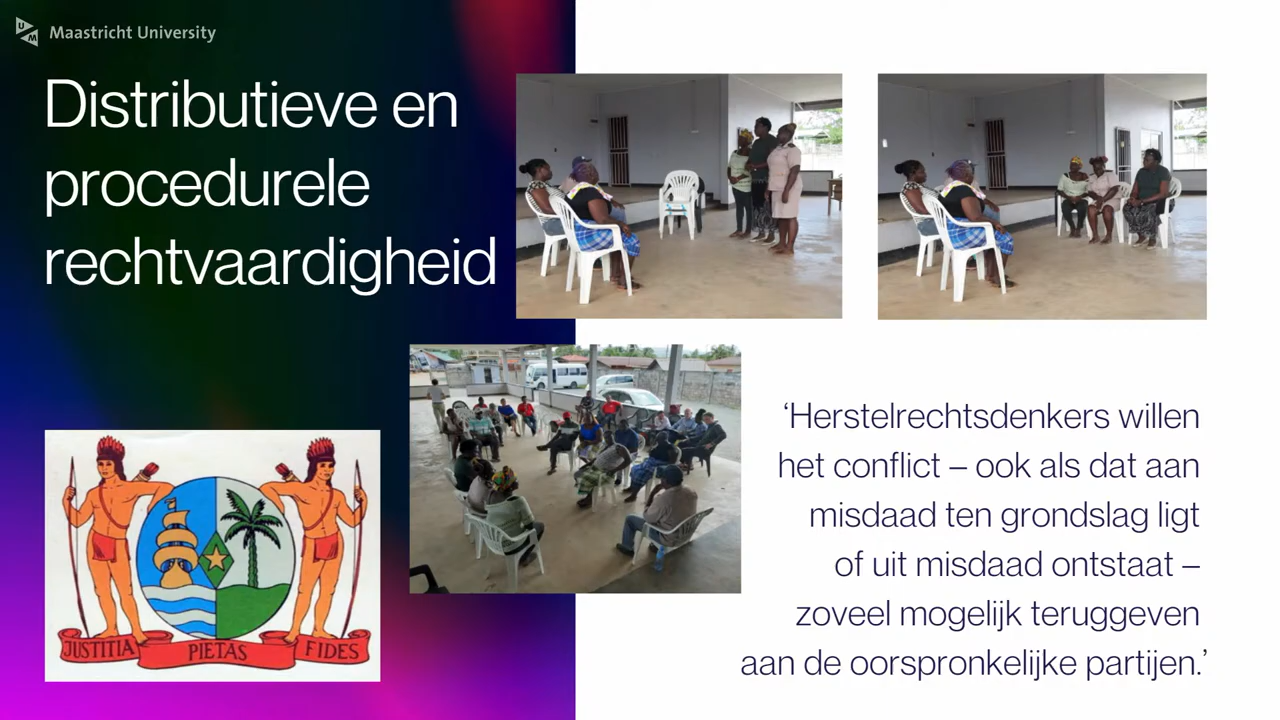 UM Maastricht University
Distributieve en
procedurele
rechtvaardigheid
‘Herstelrechtsdenkers willen
het conflict – ook als dat aan
misdaad ten grondslag ligt
of uit misdaad ontstaat –
zoveel mogelijk teruggeven
aan de oorspronkelijke partijen.’
JUSTITIA PIETAS FIDES